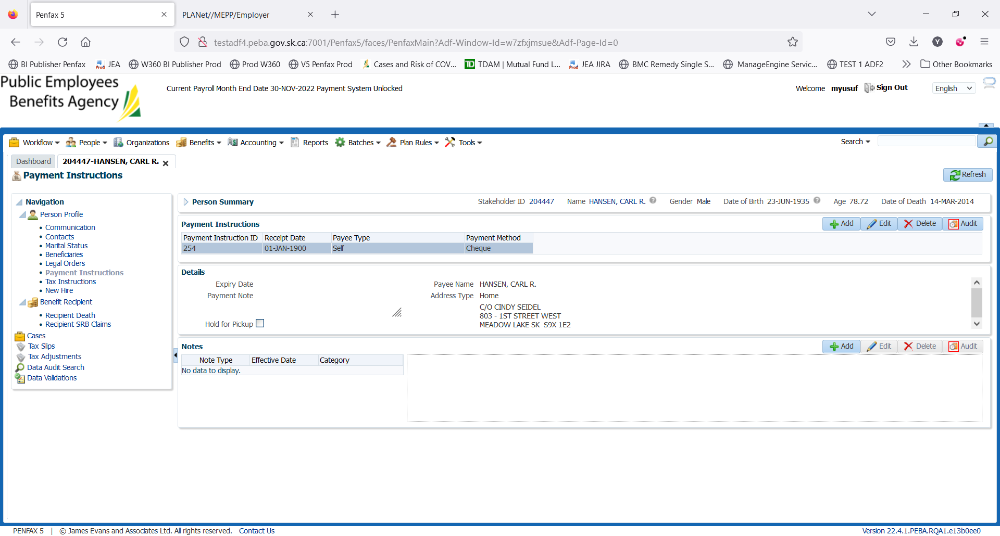 Penfax 5
PLANet//MEPP/Employer
testadf4.peba.gov.sk.ca:7001/Penfax5/faces/PenfaxMain?Adf-Window-Id=w7zfxjmsue&Adf-Page-Id=0
Y
BI Publisher Penfax
Prod JEA
W360 BI Publisher Prod
Prod W360
V5 Penfax Prod
Cases and Risk of COV...
TD TDAM | Mutual Fund L...
Prod JEA JIRA
BMC Remedy Single S...
ManageEngine Servic...
TEST 1 ADF2
Other Bookmarks
Public Employees
Benefits Agency
Current Payroll Month End Date 30-NOV-2022 Payment System Unlocked
Welcome myusuf Sign Out English
Workflow People Organizations Benefits Accounting Reports Batches Plan Rules Tools Search
Dashboard 204447-HANSEN, CARL R.
Payment Instructions
Refresh
Navigation
Person Profile
Communication
Contacts
Marital Status
Beneficiaries
Legal Orders
Payment Instructions
Tax Instructions
New Hire
Benefit Recipient
Recipient Death
Recipient SRB Claims
Cases
Tax Slips
Tax Adjustments
Data Audit Search
Data Validations
Person Summary Stakeholder ID 204447 Name HANSEN, CARL R. Gender Male Date of Birth 23-JUN-1935 Age 78.72 Date of Death 14-MAR-2014
Payment Instructions Add Edit Delete Audit
Payment Instruction ID Receipt Date Payee Type Payment Method
254 01-JAN-1900 Self Cheque
Details
Expiry Date Payee Name HANSEN, CARL R.
Payment Note Address Type Home
C/O CINDY SEIDEL
803 - 1ST STREET WEST
Hold for Pickup MEADOW LAKE SK S9X 1E2
Notes Add Edit Delete Audit
Note Type Effective Date Category
No data to display.
PENFAX 5 | © James Evans and Associates Ltd. All rights reserved. Contact Us
Version 22.4.1.PEBA.RQA1.e13b0ee0